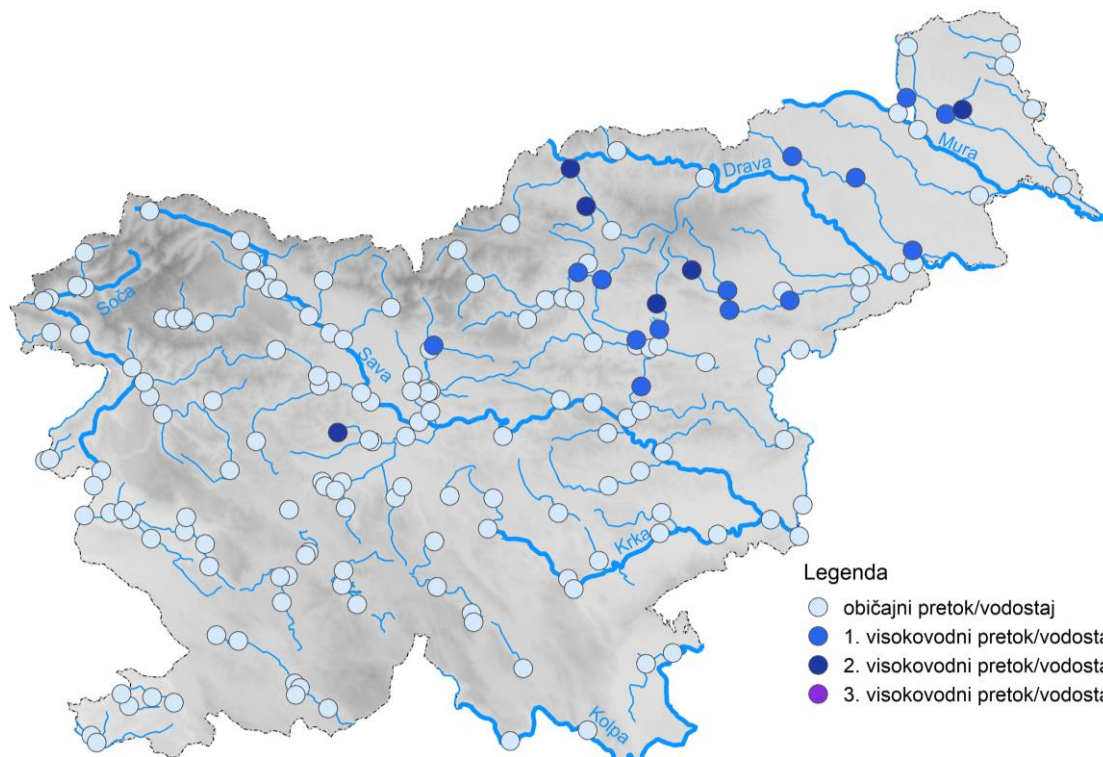 Mura
Drava
Soča
Sava
Krka
Kolpa
Legenda
običajni pretok/vodostaj
1. visokovodni pretok/vodosta
2. visokovodni pretok/vodosta
3. visokovodni pretok/vodosta